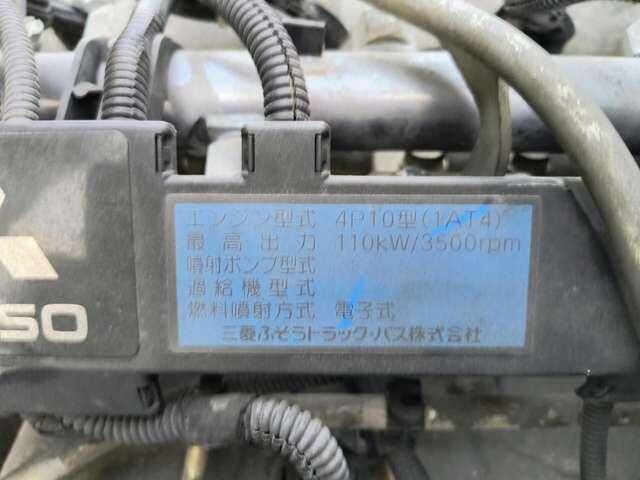 エンジン型式 4P10型(1AT4)
最高出力 110kW/3500rpm
噴射ポンプ型式
過給機型式
燃料噴射方式 電子式
三菱ふそうトラック・バス株式会社
50